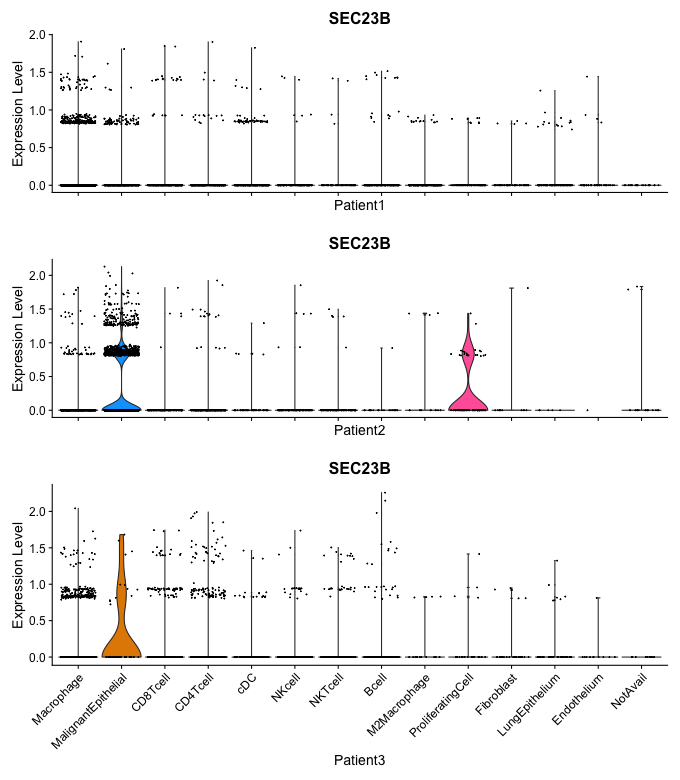 SEC23B
Expression Level
2.0
1.5
1.0
0.5
0.0
Patient1
SEC23B
Expression Level
2.0
1.5
1.0
0.5
0.0
Patient2
SEC23B
Expression Level
2.0
1.5
1.0
0.5
0.0
Macrophage
MalignantEpithelial
CD8Tcell
CD4Tcell
cDC
NKcell
NKTcell
Bcell
M2Macrophage
ProliferatingCell
Fibroblast
LungEpithelium
Endothelium
NotAvail
Patient3